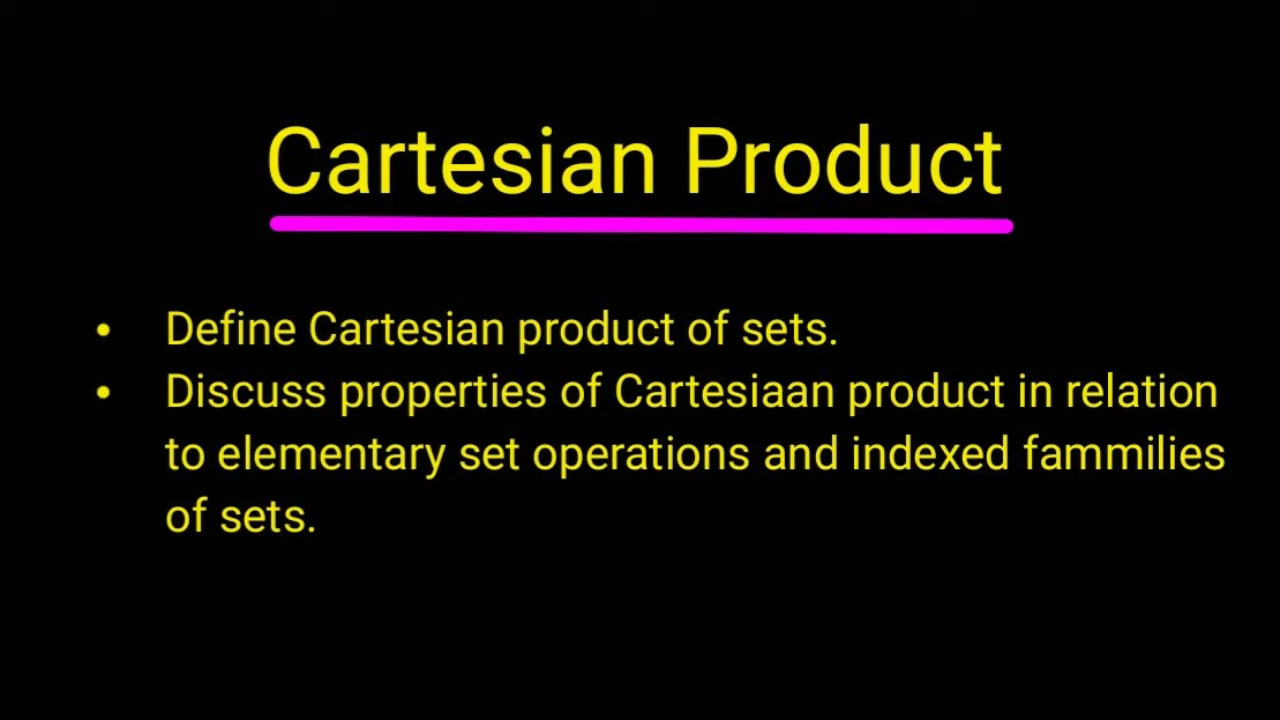 Cartesian Product
• Define Cartesian product of sets.
• Discuss properties of Cartesiaan product in relation
to elementary set operations and indexed fammilies
of sets.